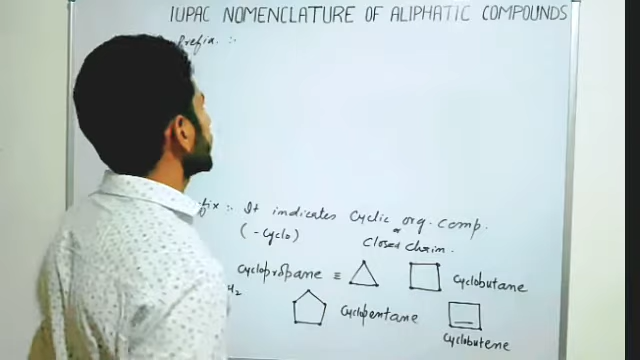 IUPAC NOMENCLATURE OF ALIPHATIC COMPOUNDS
Prefix :-
fix :- It indicates cyclic org. comp.
or
(-cyclo) closed chain.
cyclopropane ≡ cyclobutane
H2
cyclopentane
cyclobutene